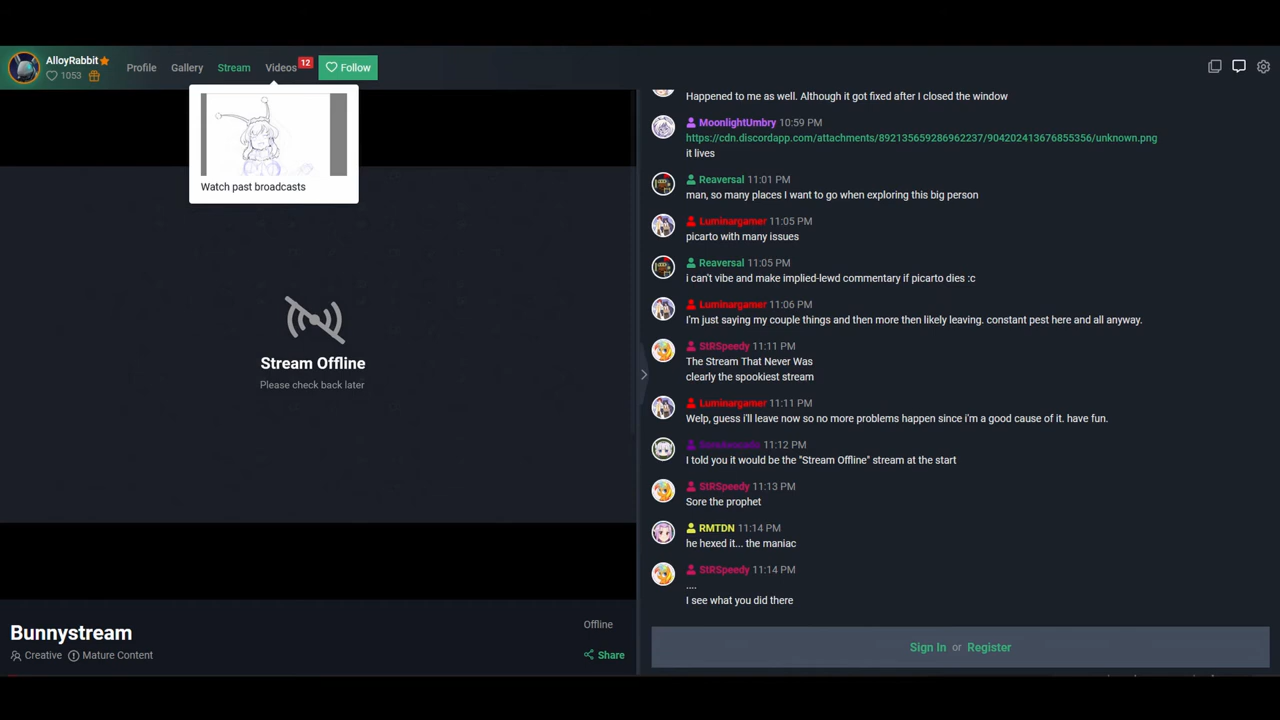 AlloyRabbit
1053
Profile
Gallery
Stream
Videos
12
Follow
Watch past broadcasts
Stream Offline
Please check back later
Bunnystream
Offline
Creative
Mature Content
Share
Happened to me as well. Although it got fixed after I closed the window
MoonlightUmbry 10:59 PM
https://cdn.discordapp.com/attachments/892135659286962237/904202413676855356/unknown.png
it lives
Reaversal 11:01 PM
man, so many places I want to go when exploring this big person
Luminargamer 11:05 PM
picarto with many issues
Reaversal 11:05 PM
i can't vibe and make implied-lewd commentary if picarto dies :c
Luminargamer 11:06 PM
I'm just saying my couple things and then more then likely leaving. constant pest here and all anyway.
StRSpeedy 11:11 PM
The Stream That Never Was
clearly the spookiest stream
Luminargamer 11:11 PM
Welp, guess i'll leave now so no more problems happen since i'm a good cause of it. have fun.
11:12 PM
I told you it would be the "Stream Offline" stream at the start
StRSpeedy 11:13 PM
Sore the prophet
RMTDN 11:14 PM
he hexed it... the maniac
StRSpeedy 11:14 PM
....
I see what you did there
Sign In or Register